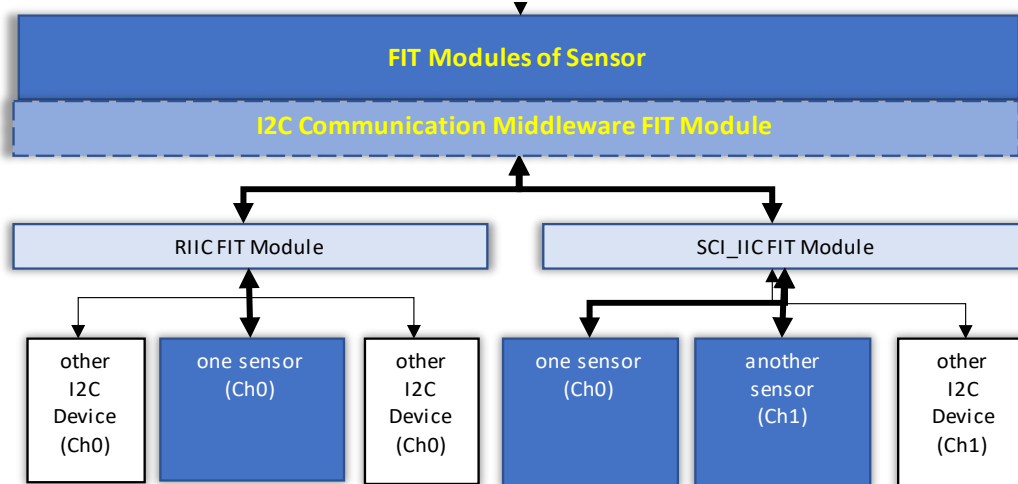 FIT Modules of Sensor
I2C Communication Middleware FIT Module
RIIC FIT Module
SCI_IIC FIT Module
other
I2C
Device
(Ch0)
one sensor
(Ch0)
other
I2C
Device
(Ch0)
one sensor
(Ch0)
another
sensor
(Ch1)
other
I2C
Device
(Ch1)